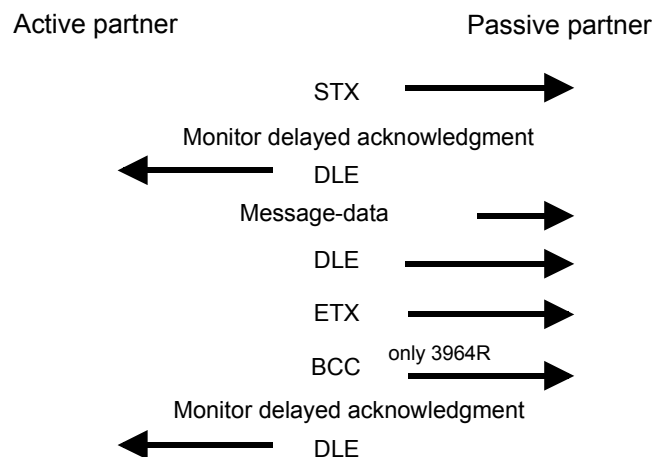 Active partner Passive partner
STX
Monitor delayed acknowledgment
DLE
Message-data
DLE
ETX
BCC only 3964R
Monitor delayed acknowledgment
DLE